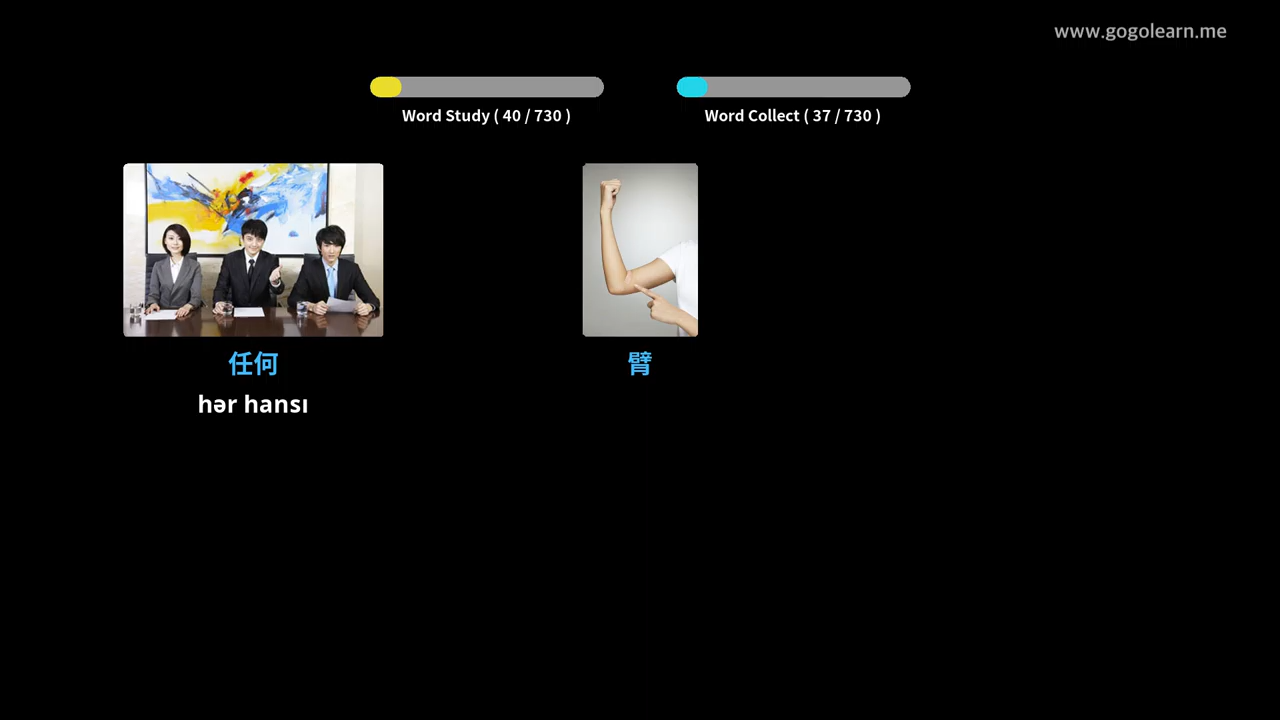 www.gogolearn.me
Word Study ( 40 / 730 )
Word Collect ( 37 / 730 )
任何
hər hansı
臂